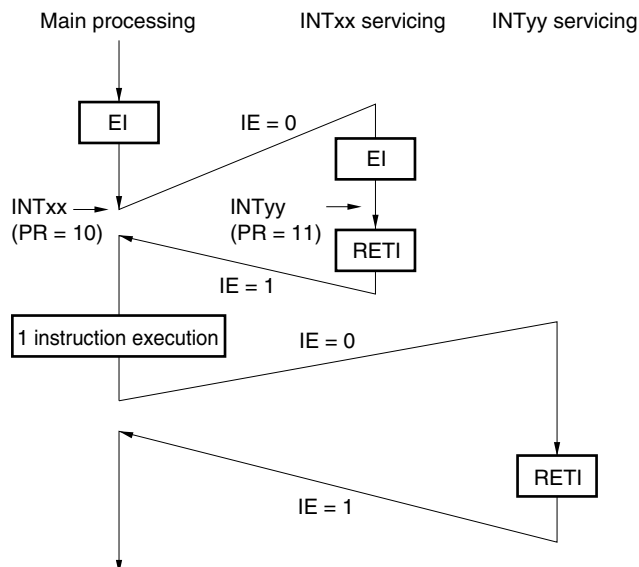 Main processing
INTxx servicing
INTyy servicing
EI
IE = 0
EI
INTxx
(PR = 10)
INTyy
(PR = 11)
RETI
IE = 1
1 instruction execution
IE = 0
RETI
IE = 1